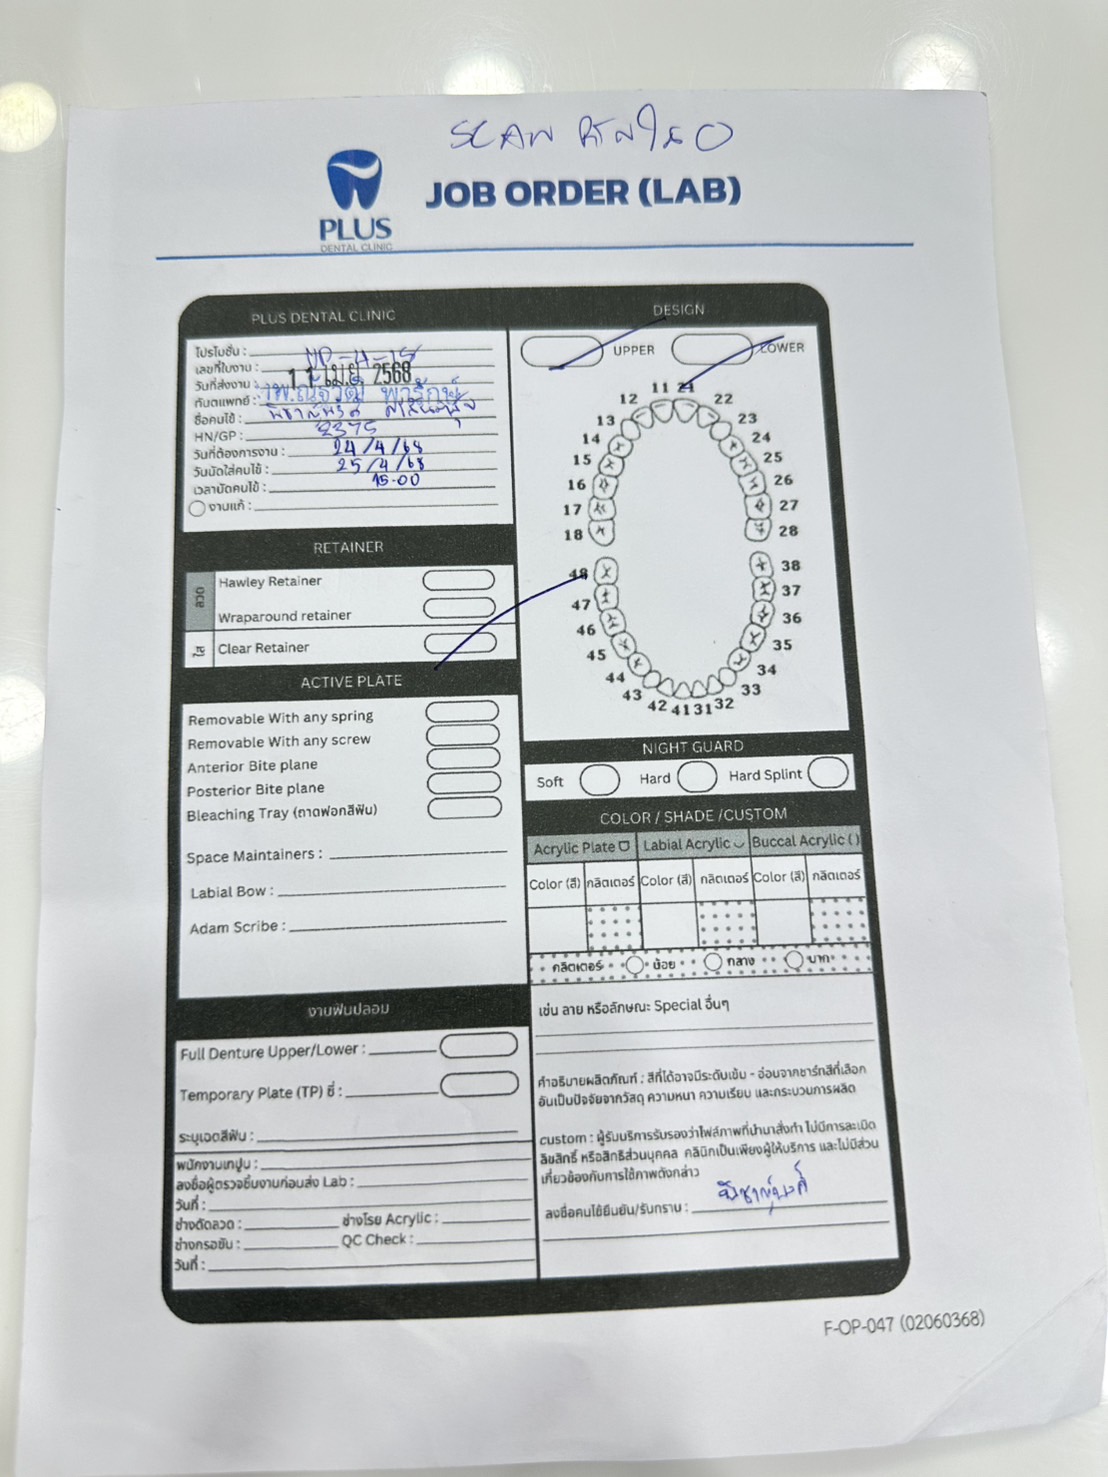 SCAN
PLUS
DENTAL CLINIC
JOB ORDER (LAB)
PLUS DENTAL CLINIC
โปรโมชั่น :
เลขที่ใบงาน : NP-4-15
วันที่ส่งงาน : 11 เม.ย. 2568
ทันตแพทย์ :
ชื่อคนไข้ :
HN/GP : 2375
วันที่ต้องการงาน : 24/4/68
วันนัดใส่คนไข้ : 25/4/68
เวลานัดคนไข้ : 15.00
งานแก้ :
RETAINER
ลวด
Hawley Retainer
Wraparound retainer
ใส
Clear Retainer
ACTIVE PLATE
Removable With any spring
Removable With any screw
Anterior Bite plane
Posterior Bite plane
Bleaching Tray (ถาดฟอกสีฟัน)
Space Maintainers :
Labial Bow :
Adam Scribe :
งานฟันปลอม
Full Denture Upper/Lower :
Temporary Plate (TP) ซี่ :
ระบุเฉดสีฟัน :
พนักงานเทปูน :
ลงชื่อผู้ตรวจชิ้นงานก่อนส่ง Lab :
วันที่ :
ช่างดัดลวด : ช่างโรย Acrylic :
ช่างกรอขัด : QC Check :
วันที่ :
DESIGN
UPPER LOWER
11 21
12 22
13 23
14 24
15 25
16 26
17 27
18 28
48 38
47 37
46 36
45 35
44 34
43 33
42 41 31 32
NIGHT GUARD
Soft Hard Hard Splint
COLOR / SHADE /CUSTOM
Acrylic Plate Labial Acrylic Buccal Acrylic ( )
Color (สี) กลิตเตอร์ Color (สี) กลิตเตอร์ Color (สี) กลิตเตอร์
กลิตเตอร์ น้อย กลาง มาก
เช่น ลาย หรือลักษณะ Special อื่นๆ
คำอธิบายผลิตภัณฑ์ : สีที่ได้อาจมีระดับเข้ม - อ่อนจากชาร์ทสีที่เลือก
อันเป็นปัจจัยจากวัสดุ ความหนา ความเรียบ และกระบวนการผลิต
custom : ผู้รับบริการรับรองว่าไฟล์ภาพที่นำมาสั่งทำ ไม่มีการละเมิด
ลิขสิทธิ์ หรือสิทธิส่วนบุคคล คลินิกเป็นเพียงผู้ให้บริการ และไม่มีส่วน
เกี่ยวข้องกับการใช้ภาพดังกล่าว
ลงชื่อคนไข้ยืนยัน/รับทราบ :
F-OP-047 (02060368)